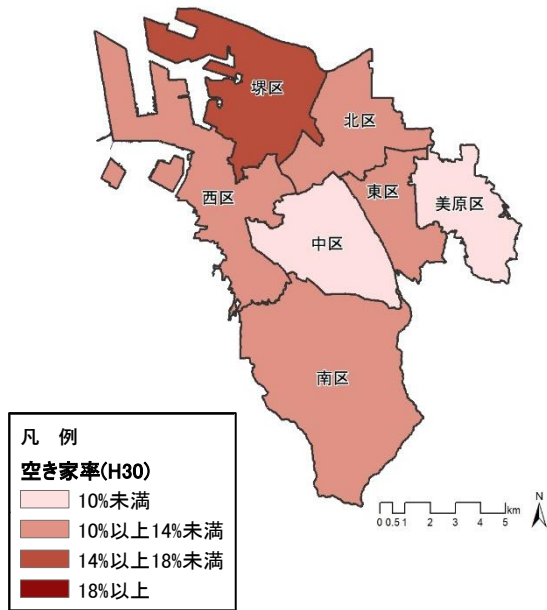 堺区
北区
西区
東区
美原区
中区
南区
凡 例
空き家率(H30)
10%未満
10%以上14%未満
14%以上18%未満
18%以上
N
km
0 0.5 1 2 3 4 5